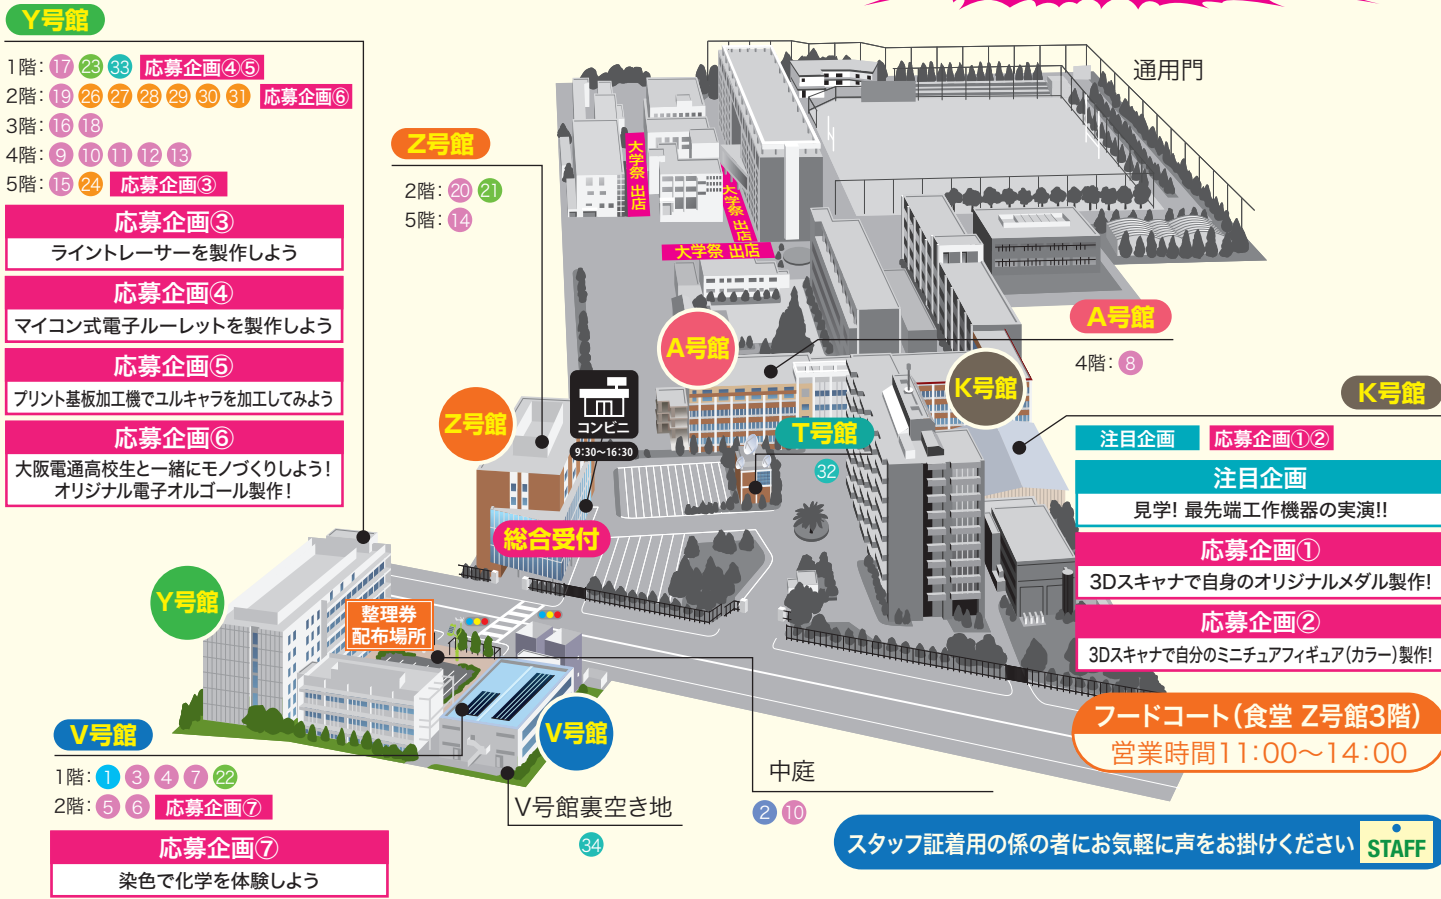 Y号館
1階: 17 23 33 応募企画④⑤
2階: 19 26 27 28 29 30 31 応募企画⑥
3階: 16 18
4階: 9 10 11 12 13
5階: 15 24 応募企画③
応募企画③
ライントレーサーを製作しよう
応募企画④
マイコン式電子ルーレットを製作しよう
応募企画⑤
プリント基板加工機でユルキャラを加工してみよう
応募企画⑥
大阪電通高校生と一緒にモノづくりしよう!
オリジナル電子オルゴール製作!
Z号館
2階: 20 21
5階: 14
大学祭 出店
大学祭 出店
大学祭 出店
通用門
A号館
A号館
4階: 8
K号館
K号館
注目企画 応募企画①②
注目企画
見学! 最先端工作機器の実演!!
応募企画①
3Dスキャナで自身のオリジナルメダル製作!
応募企画②
3Dスキャナで自分のミニチュアフィギュア(カラー)製作!
コンビニ
9:30〜16:30
Z号館
T号館
32
総合受付
Y号館
整理券
配布場所
V号館
V号館
1階: 1 3 4 7 22
2階: 5 6 応募企画⑦
応募企画⑦
染色で化学を体験しよう
V号館裏空き地
34
中庭
2 10
フードコート(食堂 Z号館3階)
営業時間11:00〜14:00
スタッフ証着用の係の者にお気軽に声をお掛けください STAFF